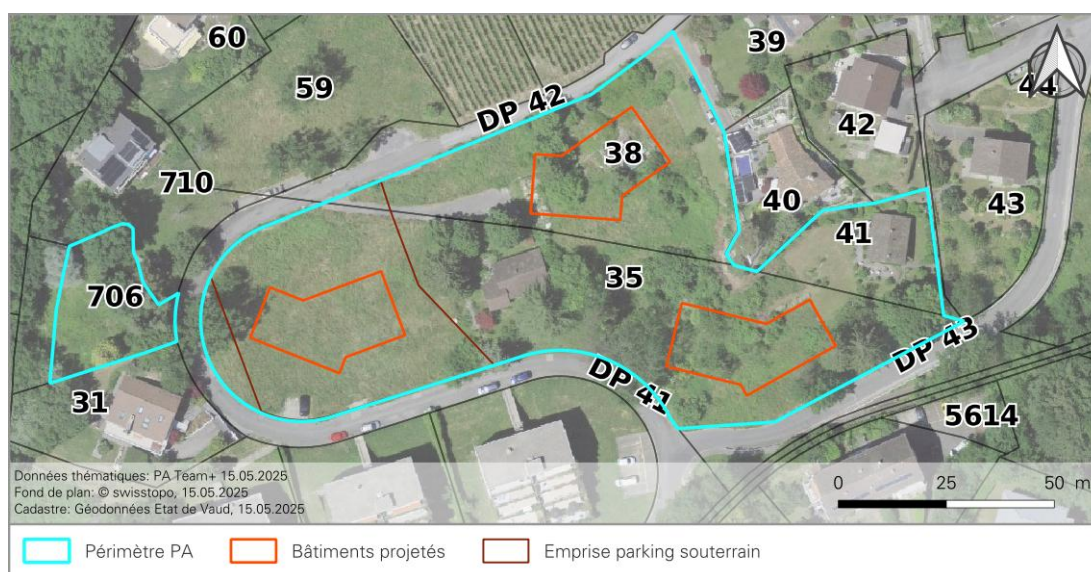 60
39
59
DP 42
44
42
38
710
40
43
41
35
706
DP 43
DP 41
31
5614
Données thématiques: PA Team+ 15.05.2025
Fond de plan: © swisstopo, 15.05.2025
Cadastre: Géodonnées Etat de Vaud, 15.05.2025
0 25 50 m
Périmètre PA Bâtiments projetés Emprise parking souterrain